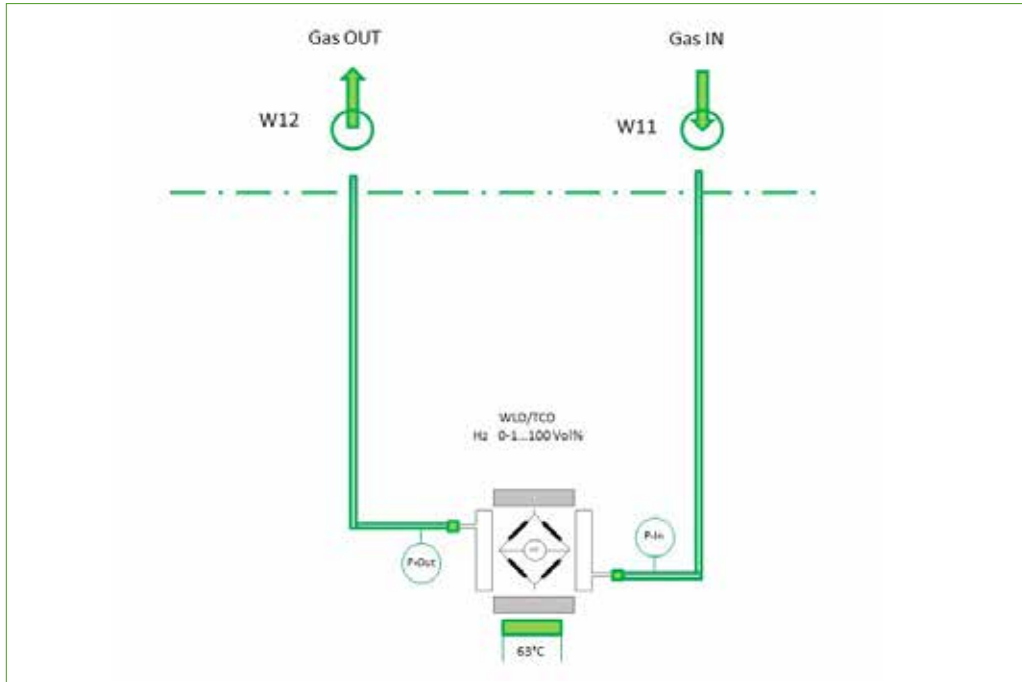 Gas OUT
Gas IN
W12
W11
WLD/TCD
H2 0-1...100 Vol%
P-In
P-Out
63°C